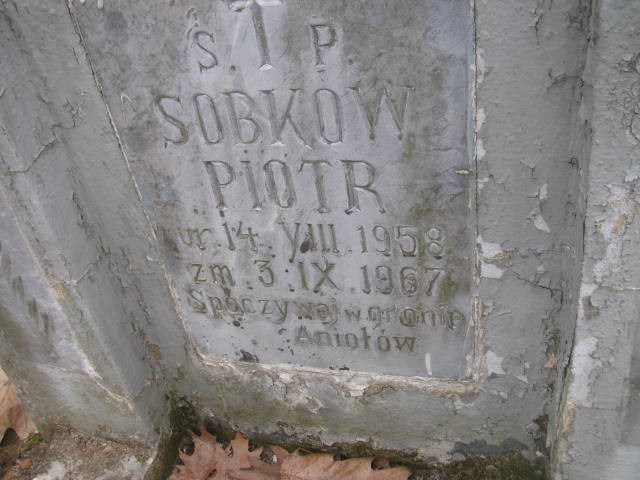 Ś. † P.
SOBKÓW
PIOTR
ur. 14. VIII. 1958
zm. 3. IX. 1967
Spoczywaj w gronie
Aniołów